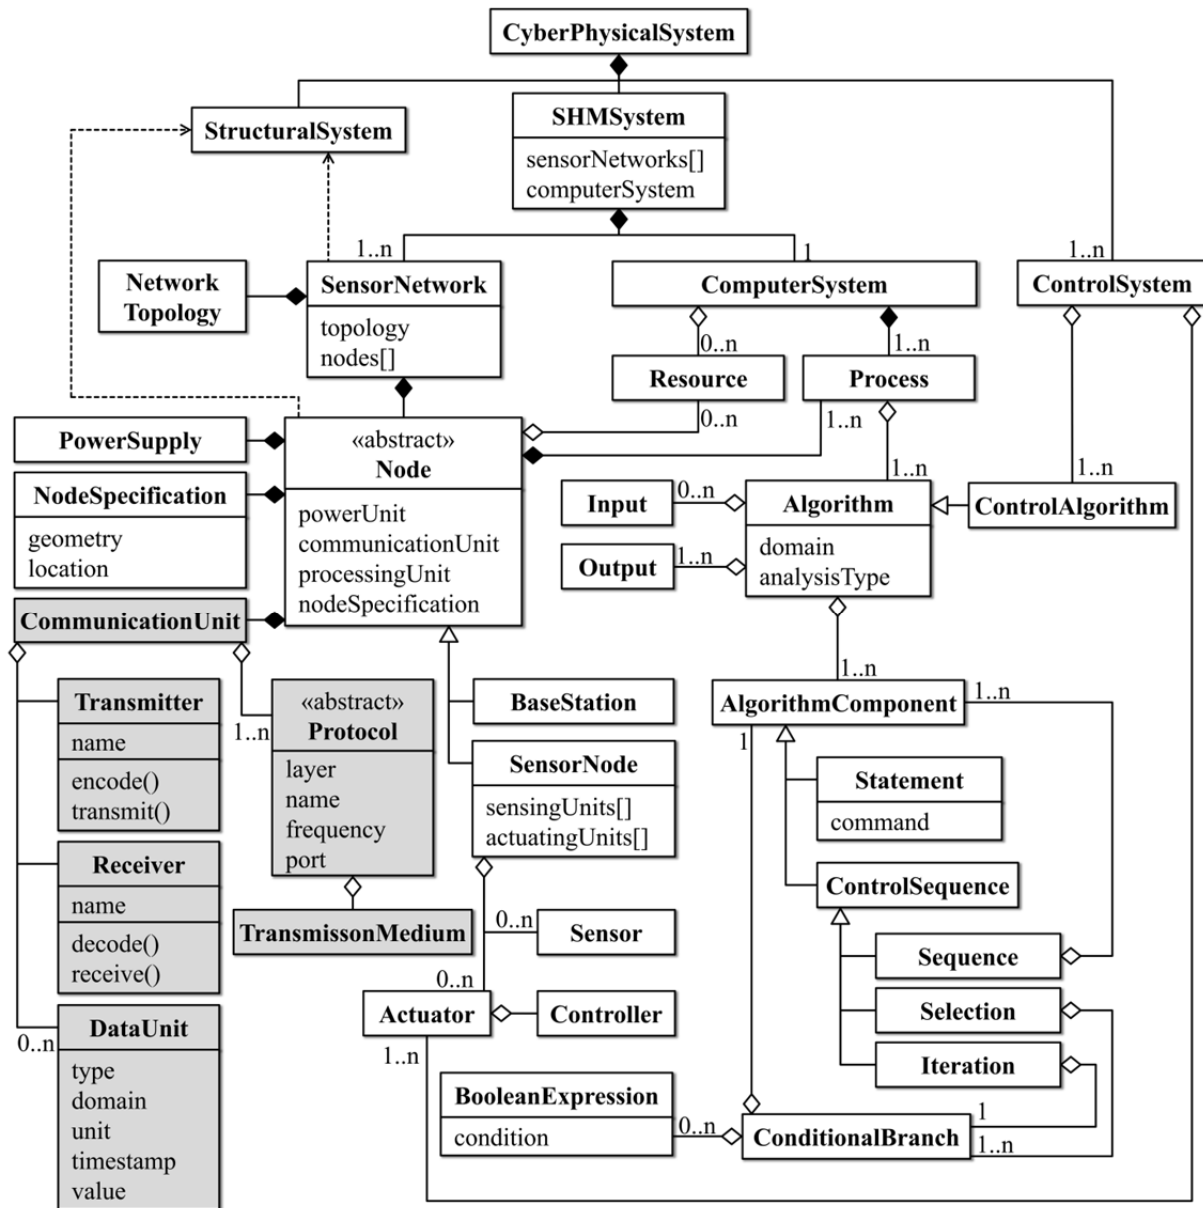 CyberPhysicalSystem
StructuralSystem
SHMSystem
sensorNetworks[]
computerSystem
1..n
1
1..n
Network
Topology
SensorNetwork
topology
nodes[]
ComputerSystem
ControlSystem
0..n
1..n
Resource
Process
0..n
1..n
PowerSupply
«abstract»
Node
powerUnit
communicationUnit
processingUnit
nodeSpecification
NodeSpecification
geometry
location
1..n
1..n
Input
0..n
Output
1..n
Algorithm
domain
analysisType
ControlAlgorithm
CommunicationUnit
1..n
Transmitter
name
encode()
transmit()
1..n
«abstract»
Protocol
layer
name
frequency
port
BaseStation
SensorNode
sensingUnits[]
actuatingUnits[]
AlgorithmComponent
1..n
1
Statement
command
ControlSequence
Receiver
name
decode()
receive()
TransmissonMedium
0..n
Sensor
0..n
Sequence
Selection
Iteration
Actuator
Controller
1..n
0..n
DataUnit
type
domain
unit
timestamp
value
BooleanExpression
condition
0..n
ConditionalBranch
1
1..n